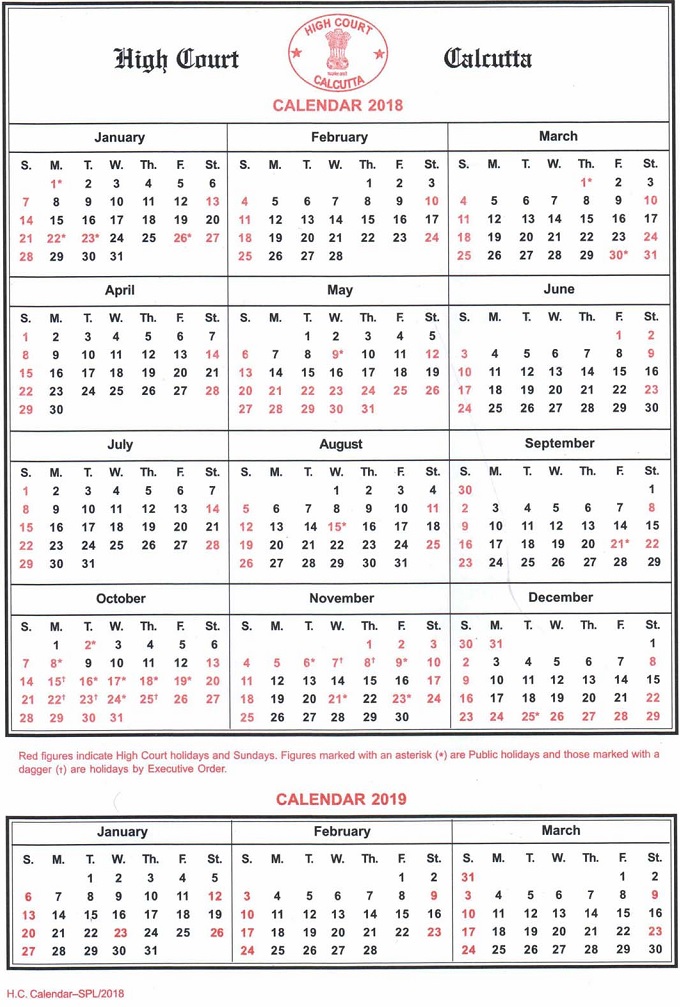 HIGH COURT
High Court Calcutta
CALCUTTA
CALENDAR 2018
January February March
S. M. T. W. Th. F. St. S. M. T. W. Th. F. St. S. M. T. W. Th. F. St.
1* 2 3 4 5 6 1 2 3 1* 2 3
7 8 9 10 11 12 13 4 5 6 7 8 9 10 4 5 6 7 8 9 10
14 15 16 17 18 19 20 11 12 13 14 15 16 17 11 12 13 14 15 16 17
21 22* 23* 24 25 26* 27 18 19 20 21 22 23 24 18 19 20 21 22 23 24
28 29 30 31 25 26 27 28 25 26 27 28 29 30* 31
April May June
S. M. T. W. Th. F. St. S. M. T. W. Th. F. St. S. M. T. W. Th. F. St.
1 2 3 4 5 6 7 1 2 3 4 5 1 2
8 9 10 11 12 13 14 6 7 8 9* 10 11 12 3 4 5 6 7 8 9
15 16 17 18 19 20 21 13 14 15 16 17 18 19 10 11 12 13 14 15 16
22 23 24 25 26 27 28 20 21 22 23 24 25 26 17 18 19 20 21 22 23
29 30 27 28 29 30 31 24 25 26 27 28 29 30
July August September
S. M. T. W. Th. F. St. S. M. T. W. Th. F. St. S. M. T. W. Th. F. St.
1 2 3 4 5 6 7 1 2 3 4 30 1
8 9 10 11 12 13 14 5 6 7 8 9 10 11 2 3 4 5 6 7 8
15 16 17 18 19 20 21 12 13 14 15* 16 17 18 9 10 11 12 13 14 15
22 23 24 25 26 27 28 19 20 21 22 23 24 25 16 17 18 19 20 21* 22
29 30 31 26 27 28 29 30 31 23 24 25 26 27 28 29
October November December
S. M. T. W. Th. F. St. S. M. T. W. Th. F. St. S. M. T. W. Th. F. St.
1 2* 3 4 5 6 1 2 3 30 31 1
7 8* 9 10 11 12 13 4 5 6* 7† 8† 9* 10 2 3 4 5 6 7 8
14 15† 16* 17* 18* 19* 20 11 12 13 14 15 16 17 9 10 11 12 13 14 15
21 22† 23† 24* 25† 26 27 18 19 20 21* 22 23* 24 16 17 18 19 20 21 22
28 29 30 31 25 26 27 28 29 30 23 24 25* 26 27 28 29
Red figures indicate High Court holidays and Sundays. Figures marked with an asterisk (*) are Public holidays and those marked with a
dagger (†) are holidays by Executive Order.
CALENDAR 2019
January February March
S. M. T. W. Th. F. St. S. M. T. W. Th. F. St. S. M. T. W. Th. F. St.
1 2 3 4 5 1 2 31 1 2
6 7 8 9 10 11 12 3 4 5 6 7 8 9 3 4 5 6 7 8 9
13 14 15 16 17 18 19 10 11 12 13 14 15 16 10 11 12 13 14 15 16
20 21 22 23 24 25 26 17 18 19 20 21 22 23 17 18 19 20 21 22 23
27 28 29 30 31 24 25 26 27 28 24 25 26 27 28 29 30
H.C. Calendar–SPL/2018